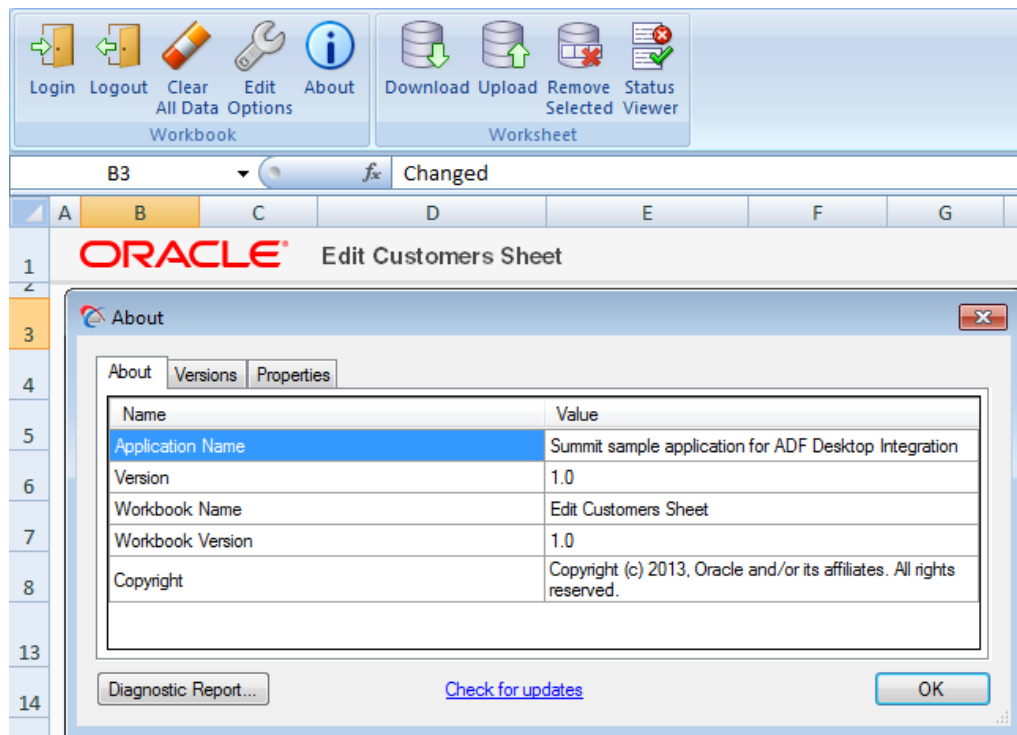 Login Logout Clear Edit About Download Upload Remove Status
All Data Options Selected Viewer
Workbook Worksheet
B3 fx Changed
A B C D E F G
1 ORACLE Edit Customers Sheet
2
About
3
About Versions Properties
4
Name Value
5 Application Name Summit sample application for ADF Desktop Integration
6 Version 1.0
Workbook Name Edit Customers Sheet
7 Workbook Version 1.0
8 Copyright Copyright (c) 2013, Oracle and/or its affiliates. All rights
reserved.
13
14 Diagnostic Report... Check for updates OK